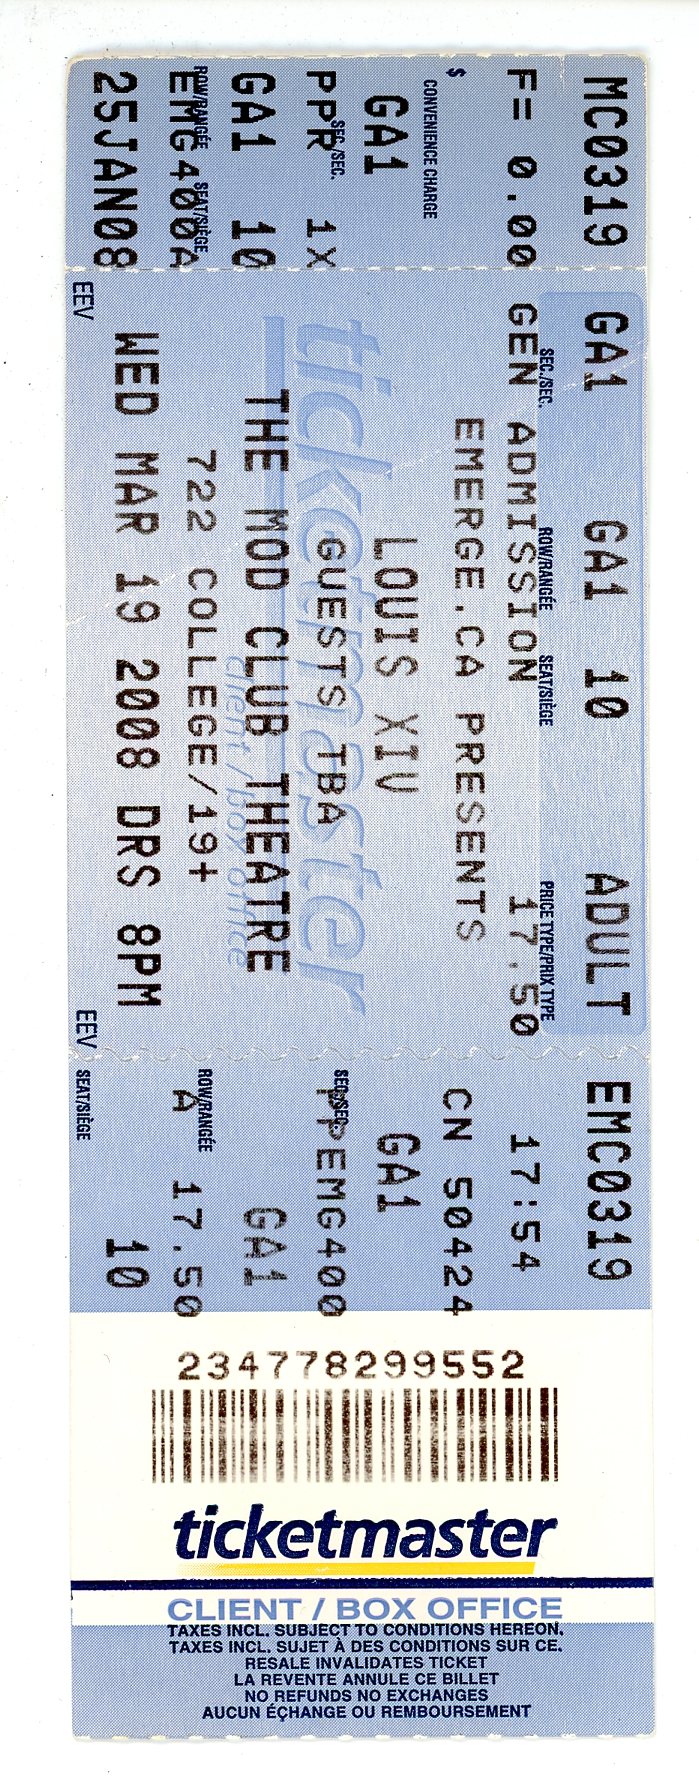 MC0319
F= 0.00
$
CONVENIENCE CHARGE
GA1
SEC./SEC.
PPR 1X
GA1 10
ROW/RANGÉE SEAT/SIÈGE
EMG400A
25JAN08
GA1 GA1 10 ADULT
SEC./SEC. ROW/RANGÉE SEAT/SIÈGE PRICE TYPE/PRIX TYPE
GEN ADMISSION 17.50
EMERGE.CA PRESENTS
LOUIS XIV
ticketmaster
GUESTS TBA
THE MOD CLUB THEATRE
client / box office
722 COLLEGE/19+
WED MAR 19 2008 DRS 8PM
EEV EEV
EMC0319
17:54
CN 50424
GA1
SEC./SEC.
PPEMG400
GA1
ROW/RANGÉE
A 17.50
10
SEAT/SIÈGE
234778299552
ticketmaster
CLIENT / BOX OFFICE
TAXES INCL. SUBJECT TO CONDITIONS HEREON.
TAXES INCL. SUJET À DES CONDITIONS SUR CE.
RESALE INVALIDATES TICKET
LA REVENTE ANNULE CE BILLET
NO REFUNDS NO EXCHANGES
AUCUN ÉÇHANGE OU REMBOURSEMENT